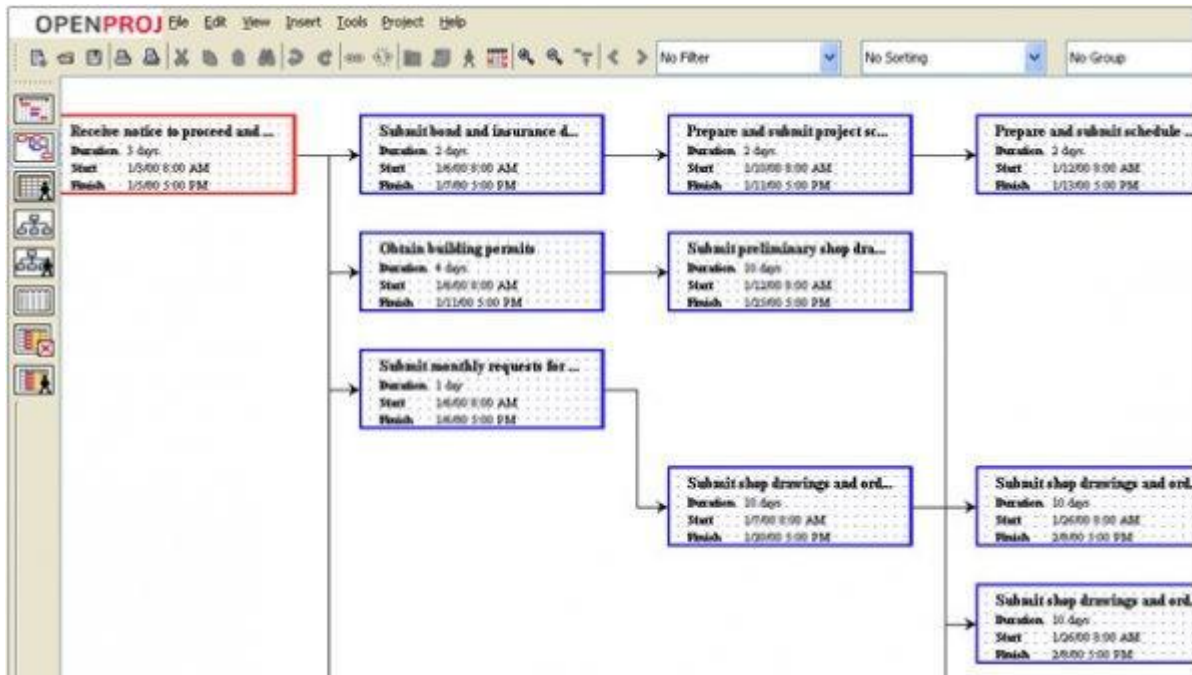 OPENPROJ File Edit View Insert Tools Project Help
No Filter No Sorting No Group
Receive notice to proceed and ...
Duration 3 days
Start 1/3/00 8:00 AM
Finish 1/5/00 5:00 PM
Submit bond and insurance d...
Duration 2 days
Start 1/6/00 8:00 AM
Finish 1/7/00 5:00 PM
Prepare and submit project sc...
Duration 2 days
Start 1/10/00 8:00 AM
Finish 1/11/00 5:00 PM
Prepare and submit schedule ...
Duration 2 days
Start 1/12/00 8:00 AM
Finish 1/13/00 5:00 PM
Obtain building permits
Duration 4 days
Start 1/6/00 8:00 AM
Finish 1/11/00 5:00 PM
Submit preliminary shop dra...
Duration 10 days
Start 1/12/00 8:00 AM
Finish 1/25/00 5:00 PM
Submit monthly requests for ...
Duration 1 day
Start 1/6/00 8:00 AM
Finish 1/6/00 5:00 PM
Submit shop drawings and ord...
Duration 10 days
Start 1/7/00 8:00 AM
Finish 1/20/00 5:00 PM
Submit shop drawings and ord.
Duration 10 days
Start 1/26/00 8:00 AM
Finish 2/8/00 5:00 PM
Submit shop drawings and ord.
Duration 10 days
Start 1/26/00 8:00 AM
Finish 2/8/00 5:00 PM